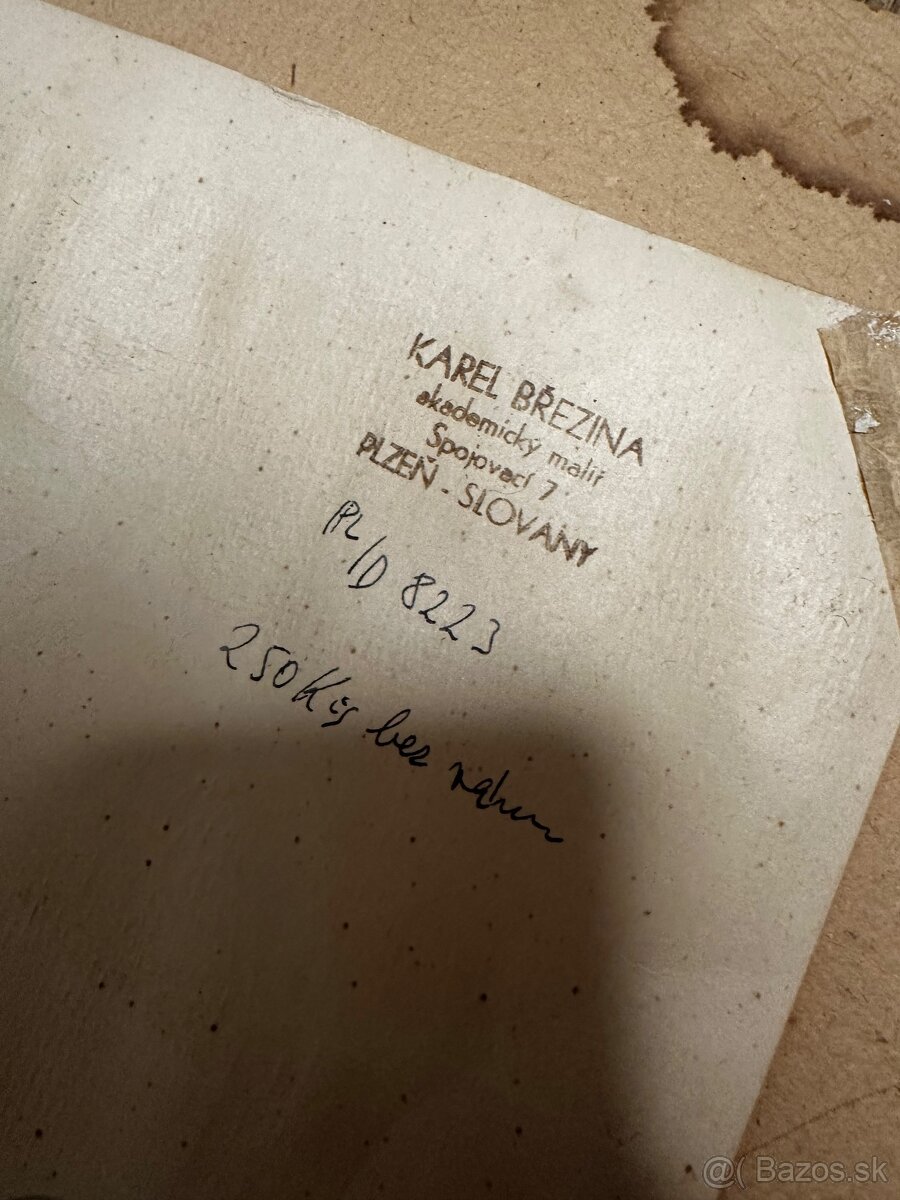 KAREL BŘEZINA
akademický malíř
Spojovací 7
PLZEŇ - SLOVANY
PL/D 8223
250 Kčs bez rámu
@( Bazos.sk